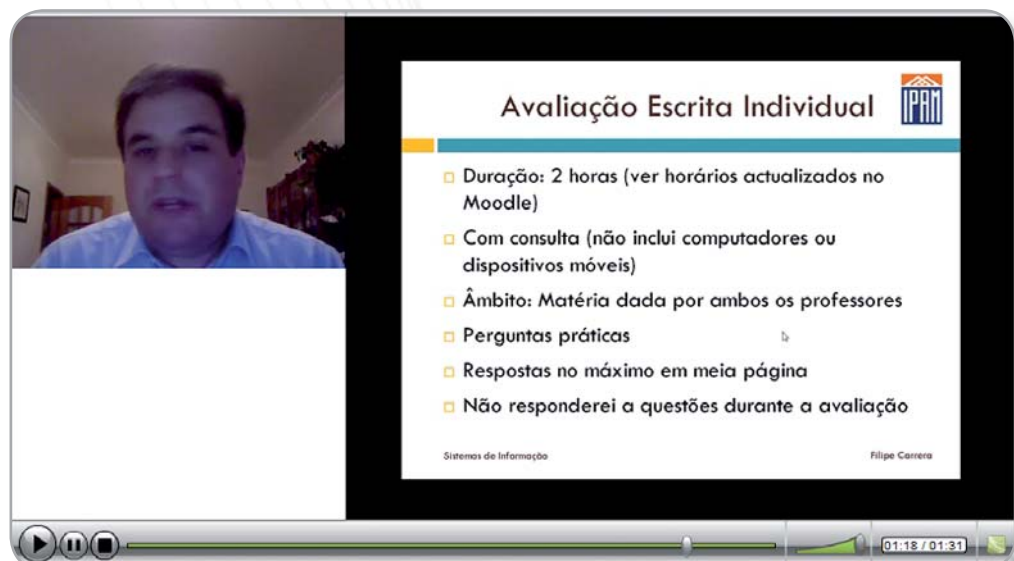 Avaliação Escrita Individual
IPAM
Duração: 2 horas (ver horários actualizados no
Moodle)
Com consulta (não inclui computadores ou
dispositivos móveis)
Âmbito: Matéria dada por ambos os professores
Perguntas práticas
Respostas no máximo em meia página
Não responderei a questões durante a avaliação
Sistemas de Informação
Filipe Carrera
01:18 / 01:31